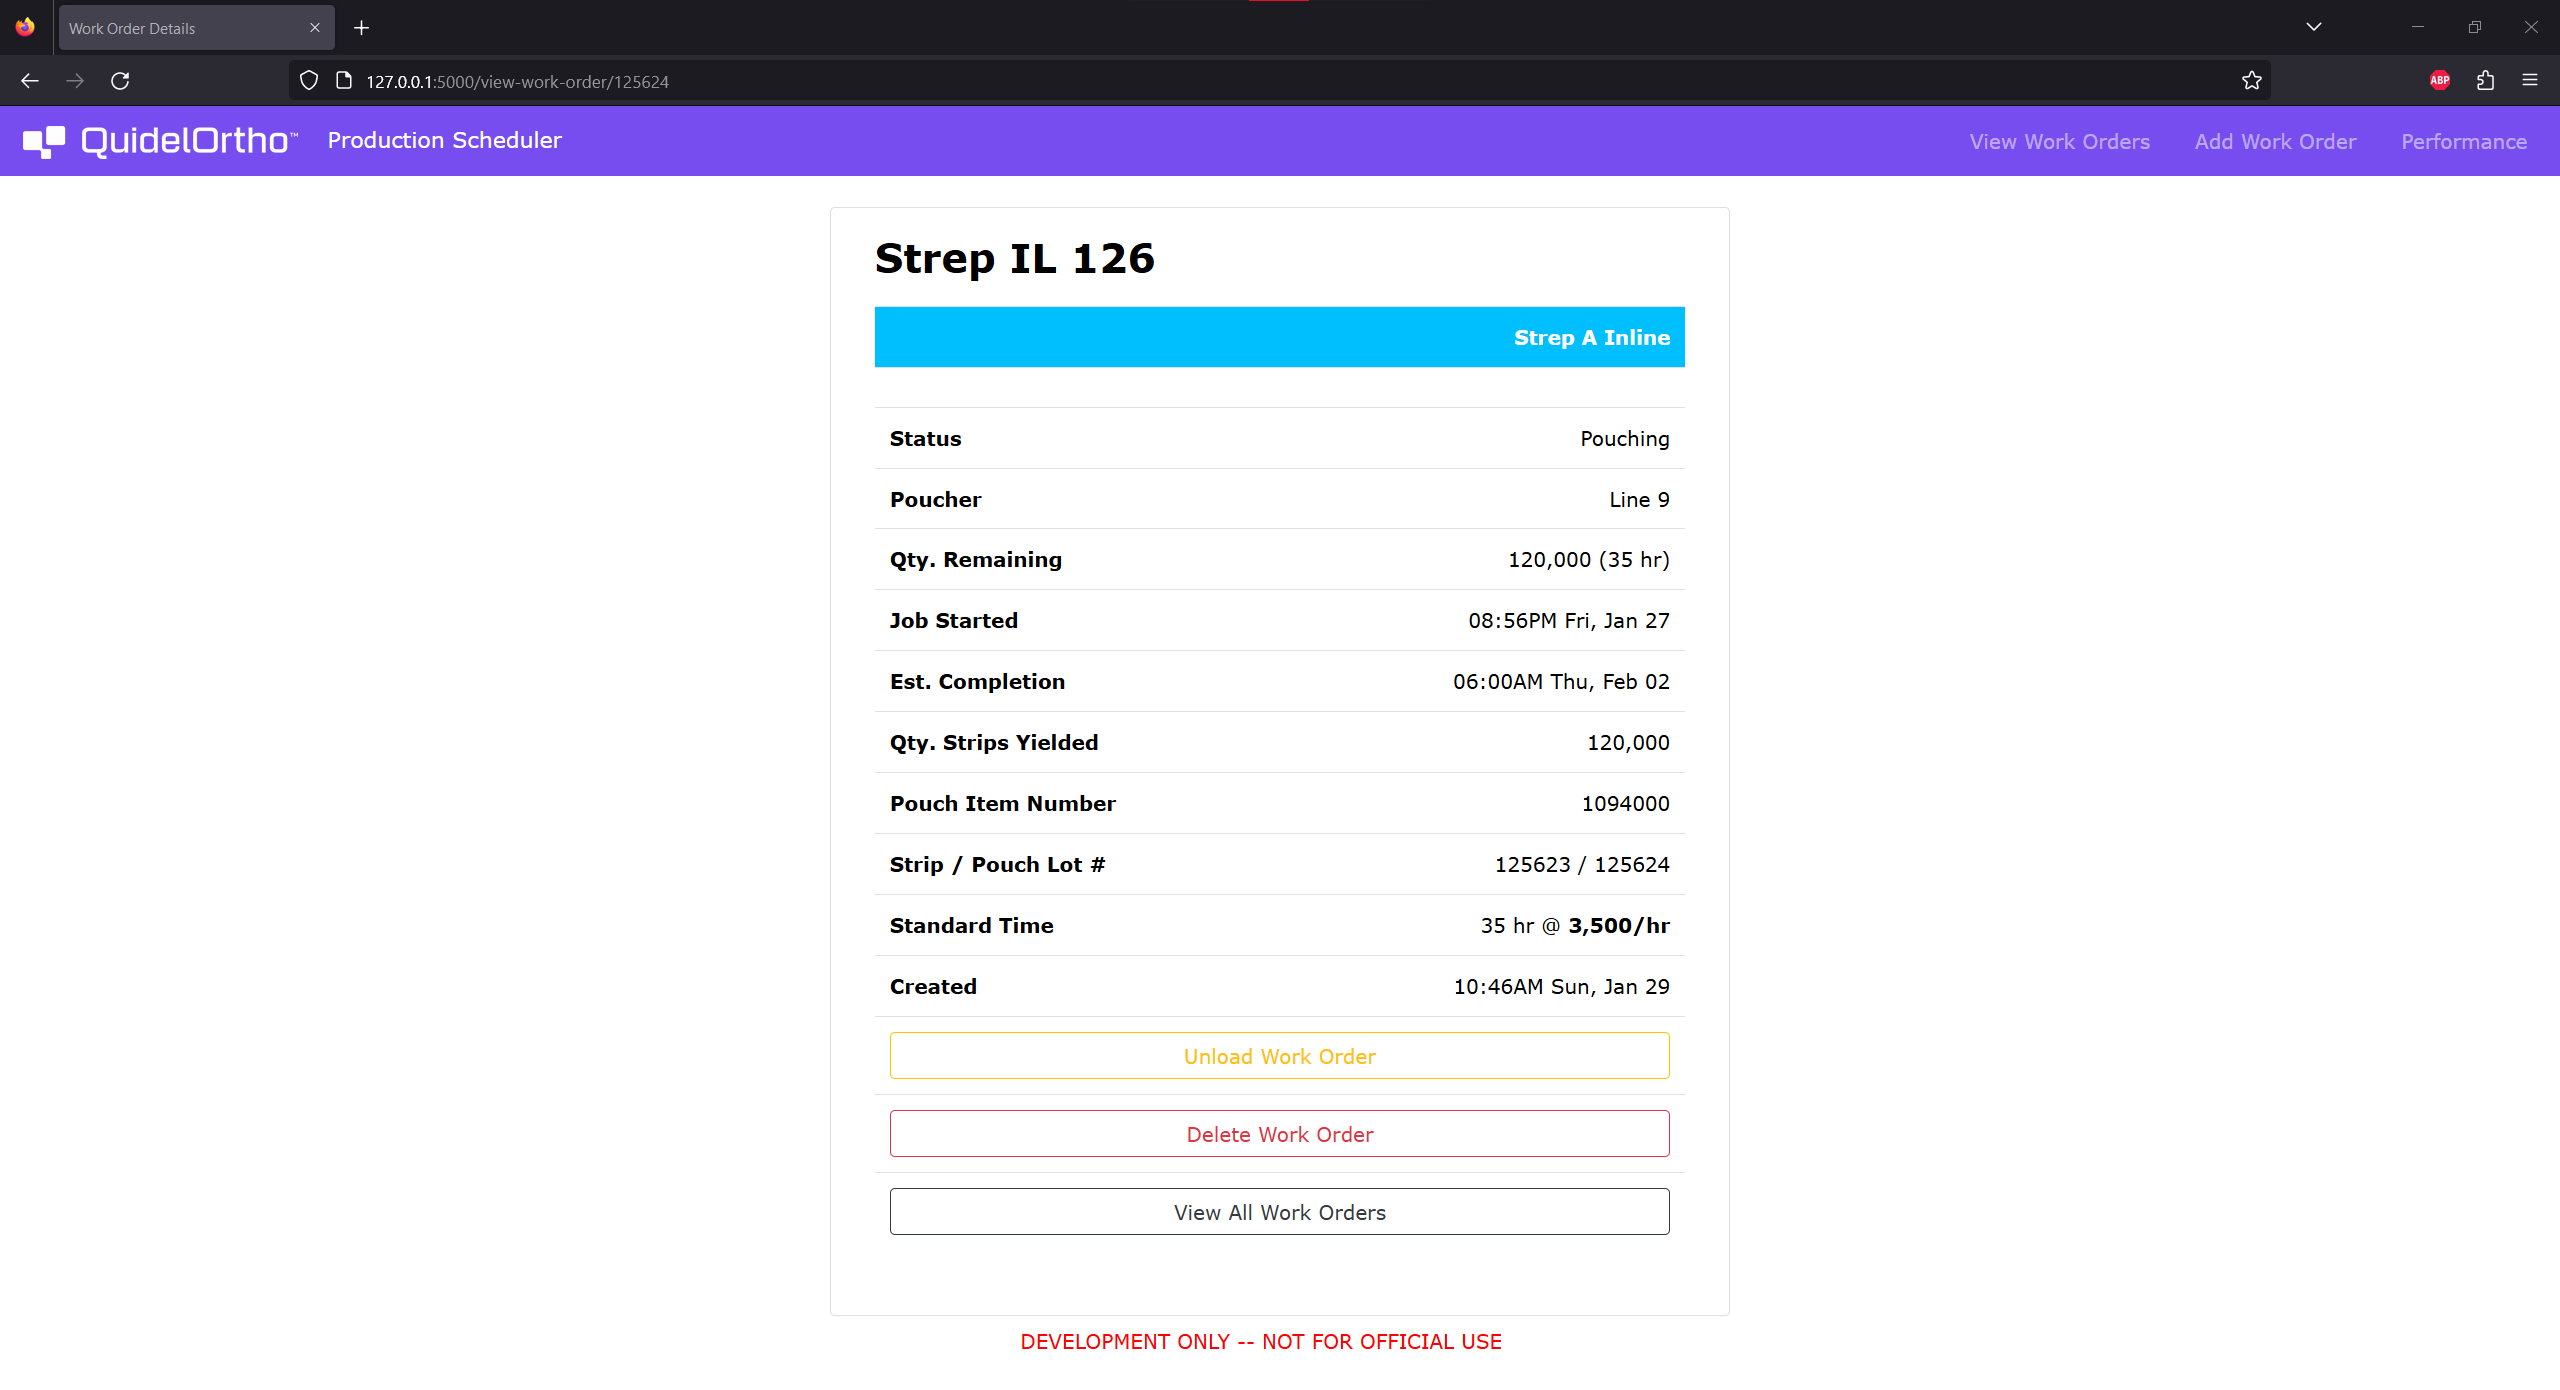 Work Order Details
127.0.0.1:5000/view-work-order/125624
ABP
QuidelOrtho™ Production Scheduler
View Work Orders Add Work Order Performance
Strep IL 126
Strep A Inline
Status Pouching
Poucher Line 9
Qty. Remaining 120,000 (35 hr)
Job Started 08:56PM Fri, Jan 27
Est. Completion 06:00AM Thu, Feb 02
Qty. Strips Yielded 120,000
Pouch Item Number 1094000
Strip / Pouch Lot # 125623 / 125624
Standard Time 35 hr @ 3,500/hr
Created 10:46AM Sun, Jan 29
Unload Work Order
Delete Work Order
View All Work Orders
DEVELOPMENT ONLY -- NOT FOR OFFICIAL USE